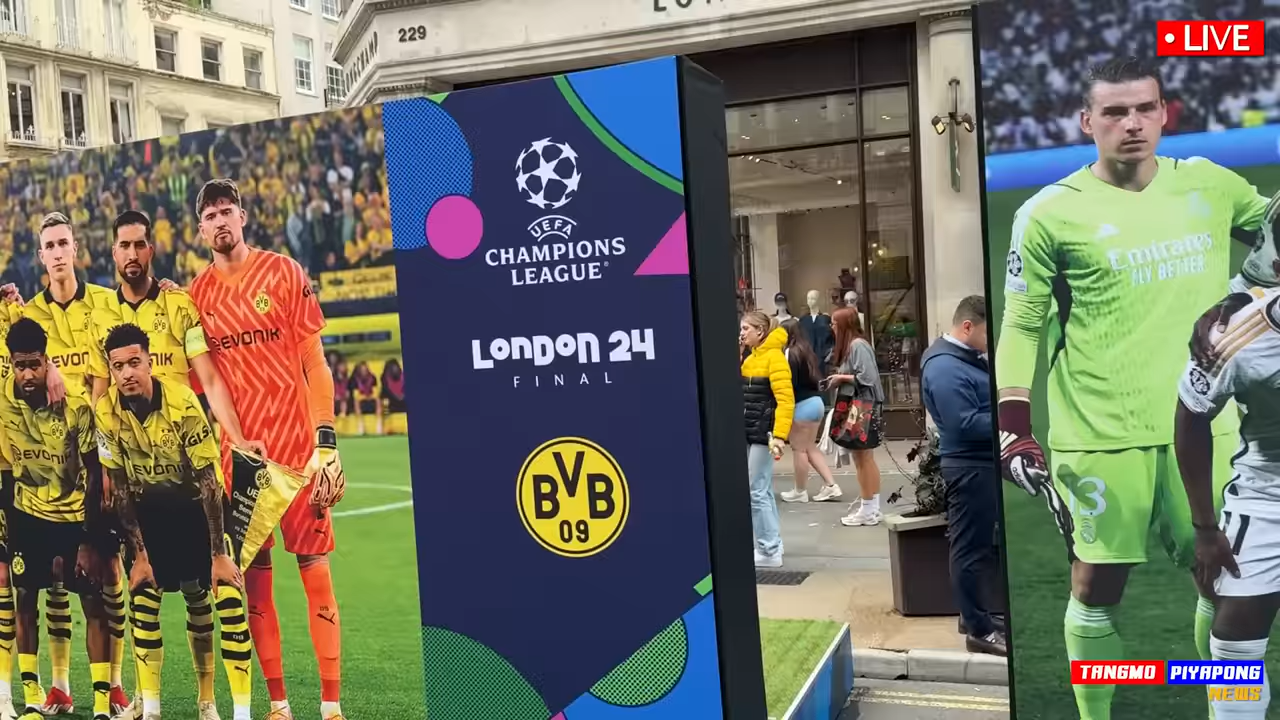 229
LIVE
UEFA
CHAMPIONS
LEAGUE
LONDON 24
FINAL
BVB
09
EVONIK
EVONIK
EVONIK
EVONIK
Emirates
FLY BETTER
13
TANGMO PIYAPONG
NEWS